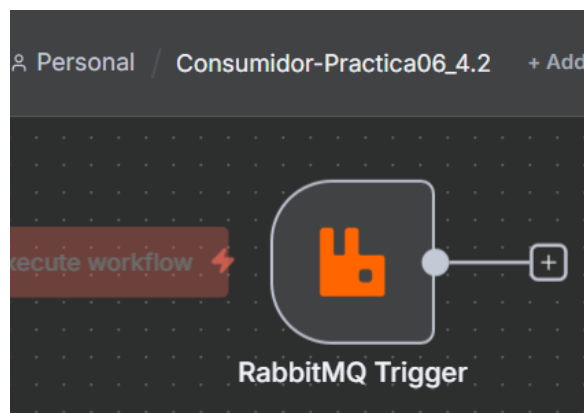 Personal / Consumidor-Practica06_4.2 + Add
xecute workflow
RabbitMQ Trigger